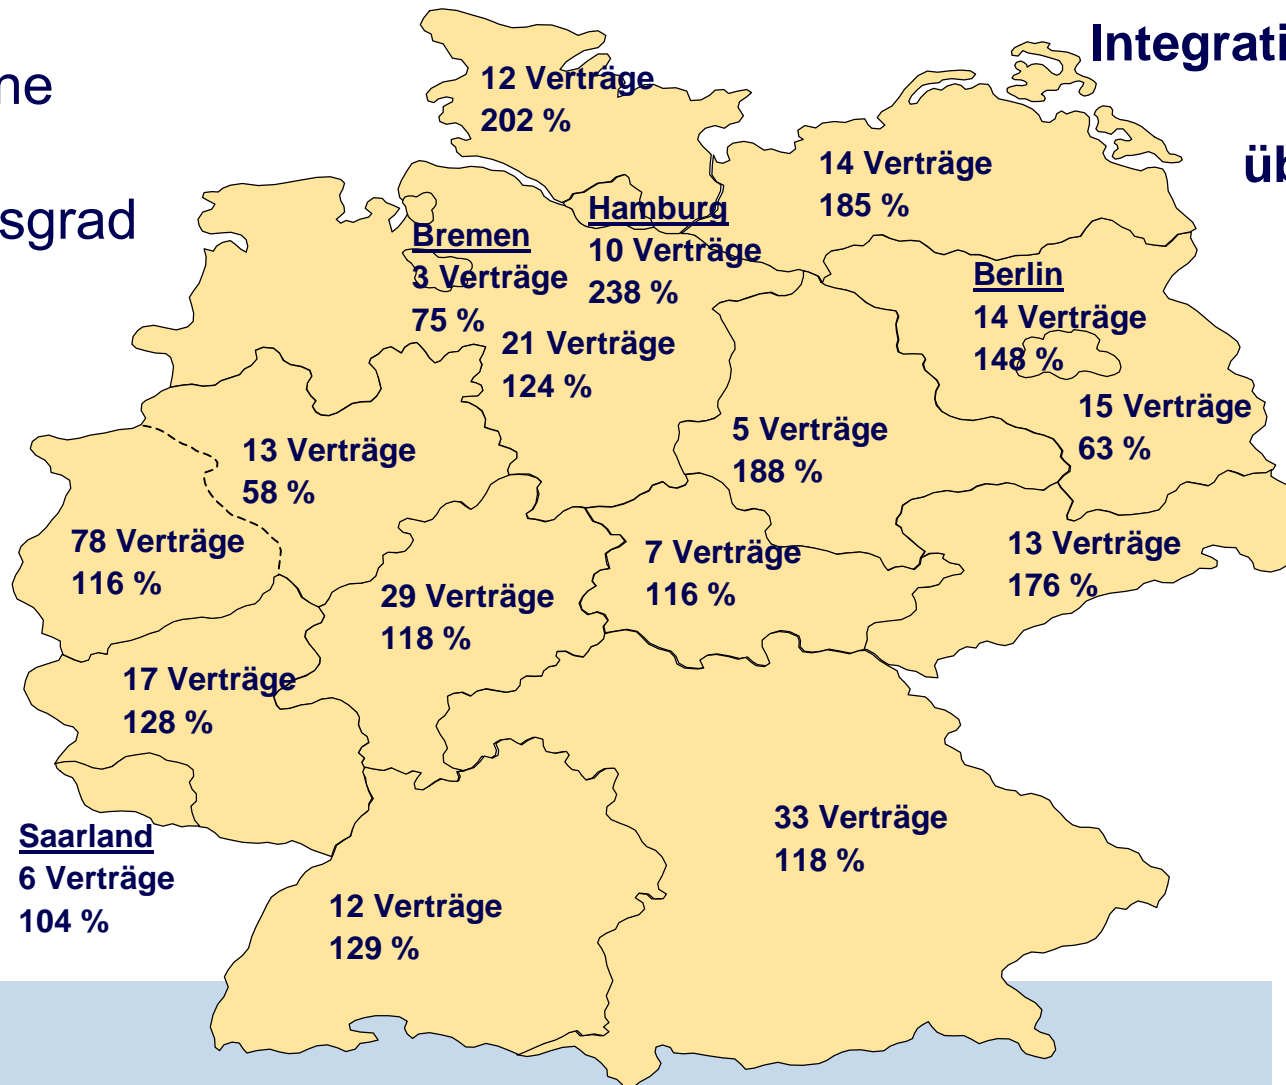 Integrati
ne
üb
sgrad
12 Verträge
202 %
14 Verträge
185 %
Hamburg
10 Verträge
238 %
Bremen
3 Verträge
75 %
Berlin
14 Verträge
148 %
21 Verträge
124 %
15 Verträge
63 %
5 Verträge
188 %
13 Verträge
58 %
78 Verträge
116 %
7 Verträge
116 %
13 Verträge
176 %
29 Verträge
118 %
17 Verträge
128 %
33 Verträge
118 %
Saarland
6 Verträge
104 %
12 Verträge
129 %